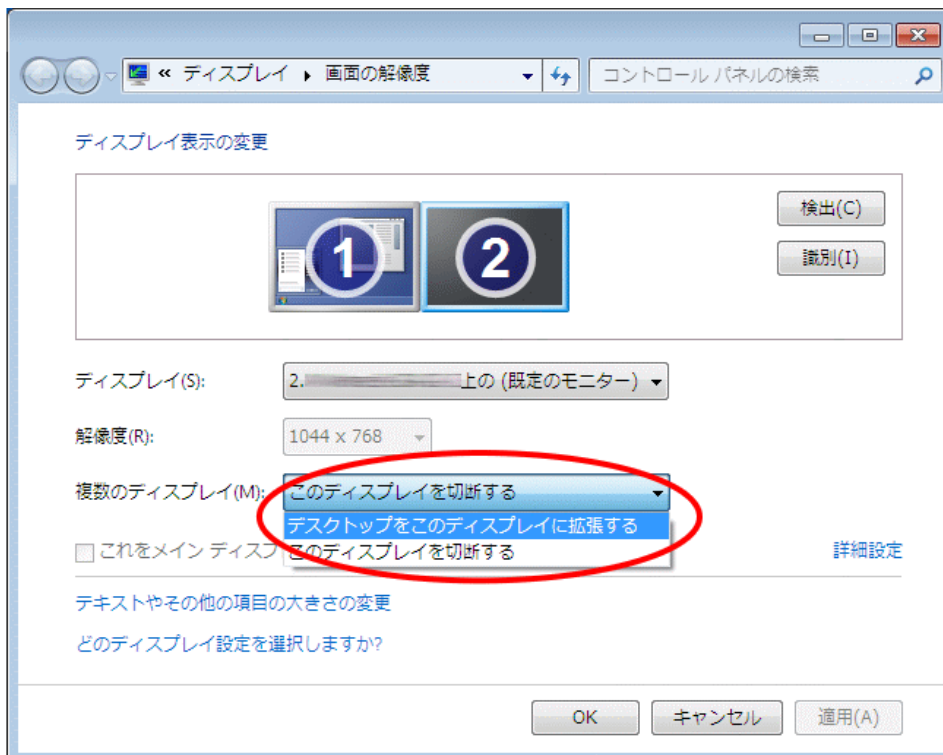 « ディスプレイ ▸ 画面の解像度 コントロール パネルの検索
ディスプレイ表示の変更
1 2
検出(C)
識別(I)
ディスプレイ(S): 2. 上の (既定のモニター)
解像度(R): 1044 x 768
複数のディスプレイ(M): このディスプレイを切断する
デスクトップをこのディスプレイに拡張する
このディスプレイを切断する
これをメイン ディスプ
詳細設定
テキストやその他の項目の大きさの変更
どのディスプレイ設定を選択しますか?
OK キャンセル 適用(A)